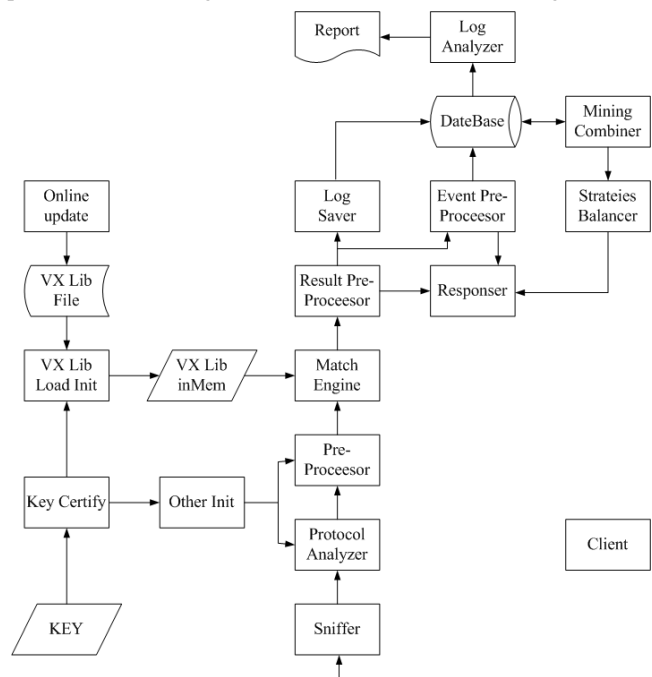 Report
Log
Analyzer
DateBase
Mining
Combiner
Online
update
Log
Saver
Event Pre-
Proceesor
Strateies
Balancer
VX Lib
File
Result Pre-
Proceesor
Responser
VX Lib
Load Init
VX Lib
inMem
Match
Engine
Pre-
Proceesor
Key Certify
Other Init
Protocol
Analyzer
Client
KEY
Sniffer